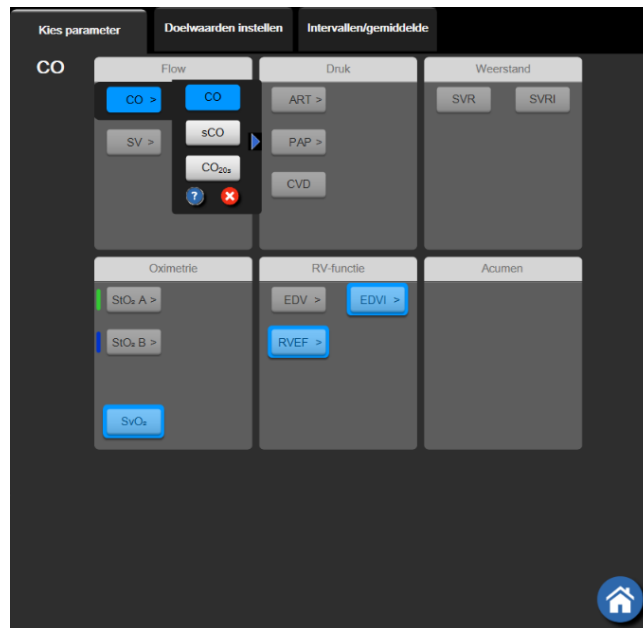 Kies parameter
Doelwaarden instellen
Intervallen/gemiddelde
CO
Flow
CO >
CO
sCO
SV >
CO₂₀ₛ
?
Druk
ART >
PAP >
CVD
Weerstand
SVR
SVRI
Oximetrie
StO₂ A >
StO₂ B >
SvO₂
RV-functie
EDV >
EDVI >
RVEF >
Acumen